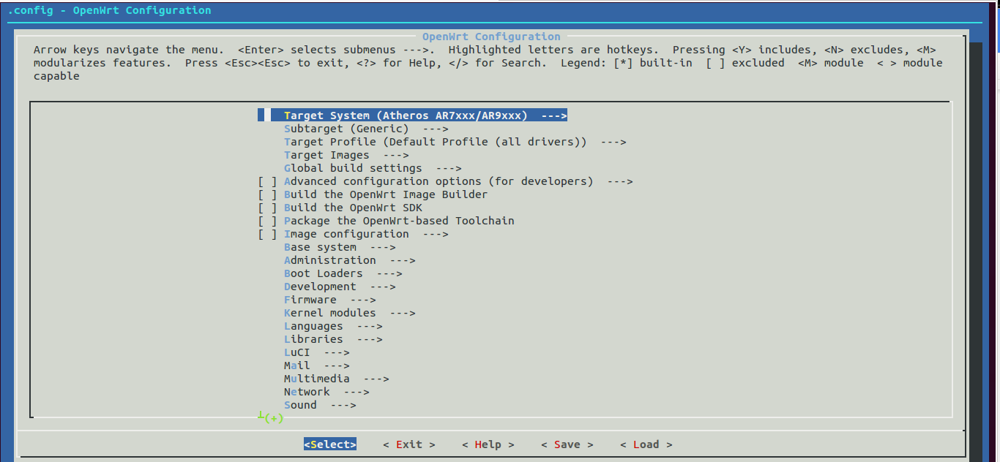 .config - OpenWrt Configuration
OpenWrt Configuration
Arrow keys navigate the menu.  <Enter> selects submenus --->.  Highlighted letters are hotkeys.  Pressing <Y> includes, <N> excludes, <M>
modularizes features.  Press <Esc><Esc> to exit, <?> for Help, </> for Search.  Legend: [*] built-in  [ ] excluded  <M> module  < > module
capable
Target System (Atheros AR7xxx/AR9xxx)  --->
Subtarget (Generic)  --->
Target Profile (Default Profile (all drivers))  --->
Target Images  --->
Global build settings  --->
[ ] Advanced configuration options (for developers)  --->
[ ] Build the OpenWrt Image Builder
[ ] Build the OpenWrt SDK
[ ] Package the OpenWrt-based Toolchain
[ ] Image configuration  --->
Base system  --->
Administration  --->
Boot Loaders  --->
Development  --->
Firmware  --->
Kernel modules  --->
Languages  --->
Libraries  --->
LuCI  --->
Mail  --->
Multimedia  --->
Network  --->
Sound  --->
┴(+)
<Select>    < Exit >    < Help >    < Save >    < Load >